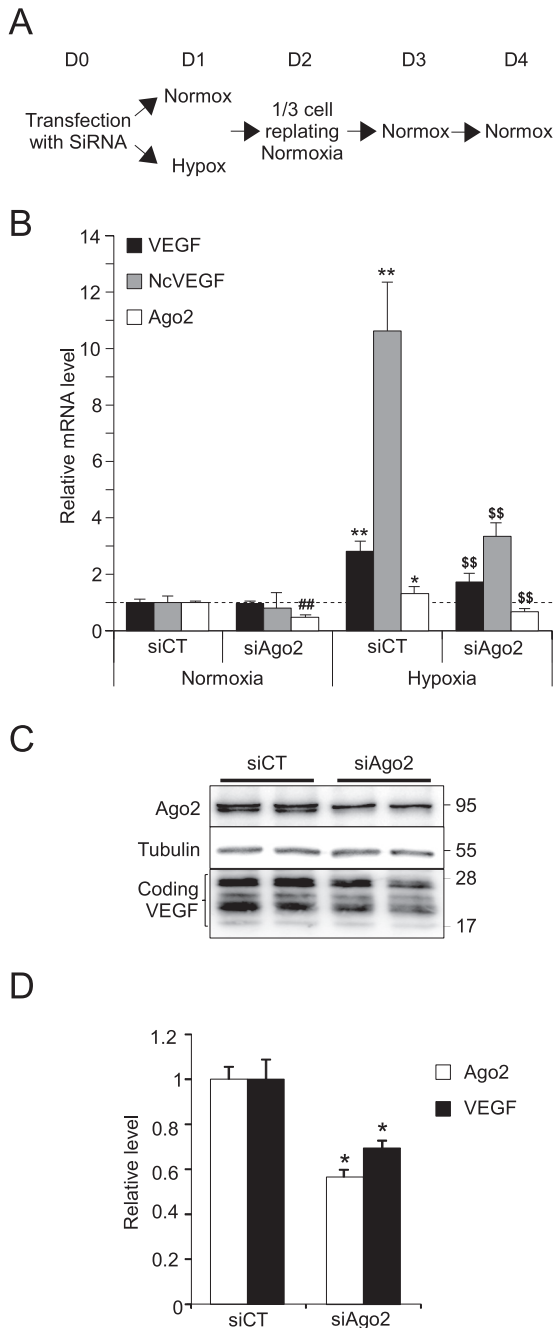 A
D0 D1 D2 D3 D4
Transfection
with SiRNA
Normox
Hypox
1/3 cell
replating
Normoxia
Normox
Normox
B
VEGF
NcVEGF
Ago2
Relative mRNA level
14
12
10
8
6
4
2
0
##
**
**
*
$$
$$
$$
siCT siAgo2 siCT siAgo2
Normoxia Hypoxia
C
siCT siAgo2
Ago2 95
Tubulin 55
Coding
VEGF
28
17
D
Relative level
1.2
1
0.8
0.6
0.4
0.2
0
Ago2
VEGF
* *
siCT siAgo2